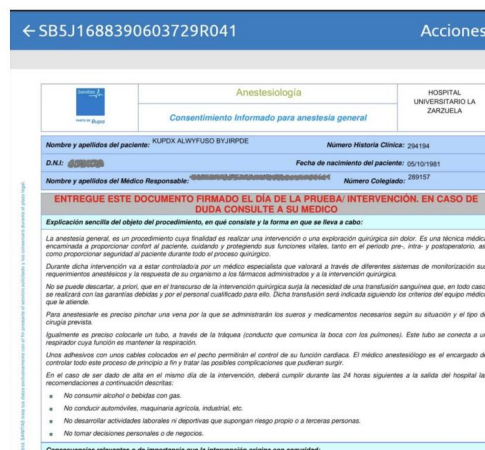 SB5J1688390603729R041 Acciones
Sanitas
PARTE DE Bupa
Anestesiología
Consentimiento Informado para anestesia general
HOSPITAL
UNIVERSITARIO LA
ZARZUELA
Nombre y apellidos del paciente: KUPDX ALWYFUSO BYJIRPDE Número Historia Clínica: 294194
D.N.I: Fecha de nacimiento del paciente: 05/10/1981
Nombre y apellidos del Médico Responsable: Número Colegiado: 289157
ENTREGUE ESTE DOCUMENTO FIRMADO EL DÍA DE LA PRUEBA/ INTERVENCIÓN. EN CASO DE
DUDA CONSULTE A SU MEDICO
Explicación sencilla del objeto del procedimiento, en qué consiste y la forma en que se lleva a cabo:
La anestesia general, es un procedimiento cuya finalidad es realizar una intervención o una exploración quirúrgica sin dolor. Es una técnica médica
encaminada a proporcionar confort al paciente, cuidando y protegiendo sus funciones vitales, tanto en el periodo pre-, intra- y postoperatorio, as
como proporcionar seguridad al paciente durante todo el proceso quirúrgico.
Durante dicha intervención va a estar controlado/a por un médico especialista que valorará a través de diferentes sistemas de monitorización sus
requerimientos anestésicos y la respuesta de su organismo a los fármacos administrados y a la intervención quirúrgica.
No se puede descartar, a priori, que en el transcurso de la intervención quirúrgica surja la necesidad de una transfusión sanguínea que, en todo caso
se realizará con las garantías debidas y por el personal cualificado para ello. Dicha transfusión será indicada siguiendo los criterios del equipo médic
que le atiende.
Para anestesiarle es preciso pinchar una vena por la que se administrarán los sueros y medicamentos necesarios según su situación y el tipo de
cirugía prevista.
Igualmente es preciso colocarle un tubo, a través de la tráquea (conducto que comunica la boca con los pulmones). Este tubo se conecta a un
respirador cuya función es mantener la respiración.
Unos adhesivos con unos cables colocados en el pecho permitirán el control de su función cardiaca. El médico anestesiólogo es el encargado de
controlar todo este proceso de principio a fin y tratar las posibles complicaciones que pudieran surgir.
En el caso de ser dado de alta en el mismo día de la intervención, deberá cumplir durante las 24 horas siguientes a la salida del hospital las
recomendaciones a continuación descritas:
No consumir alcohol o bebidas con gas.
No conducir automóviles, maquinaria agrícola, industrial, etc.
No desarrollar actividades laborales ni deportivas que supongan riesgo propio o a terceras personas.
No tomar decisiones personales o de negocios.